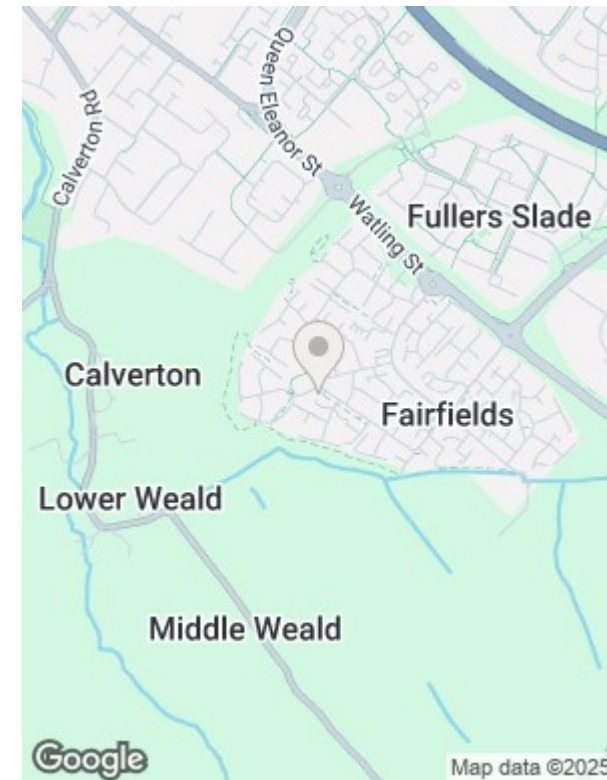 Queen Eleanor St
Calverton Rd
Watling St
Fullers Slade
Calverton
Fairfields
Lower Weald
Middle Weald
Google
Map data ©2025